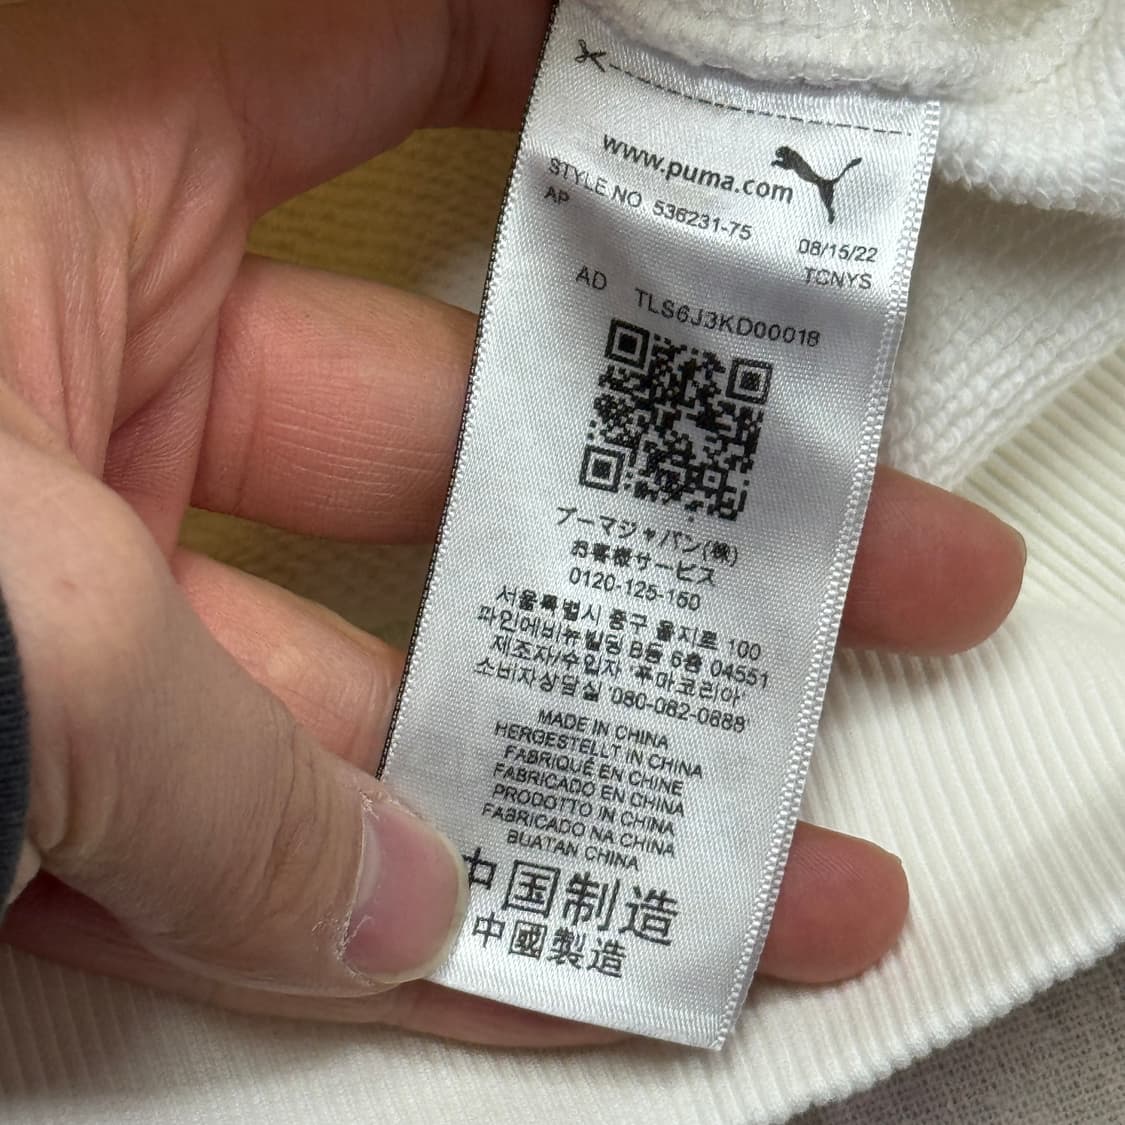 www.puma.com
STYLE NO 536231-75
AP
08/15/22
TCNYS
AD TLS6J3KD00018
プーマジャパン(株)
お客様サービス
0120-125-150
서울특별시 중구 을지로 100
파인에비뉴빌딩 B동 6층 04551
제조자/수입자 푸마코리아
소비자상담실 080-082-0888
MADE IN CHINA
HERGESTELLT IN CHINA
FABRIQUÉ EN CHINE
FABRICADO EN CHINA
PRODOTTO IN CHINA
FABRICADO NA CHINA
BUATAN CHINA
中国制造
中國製造